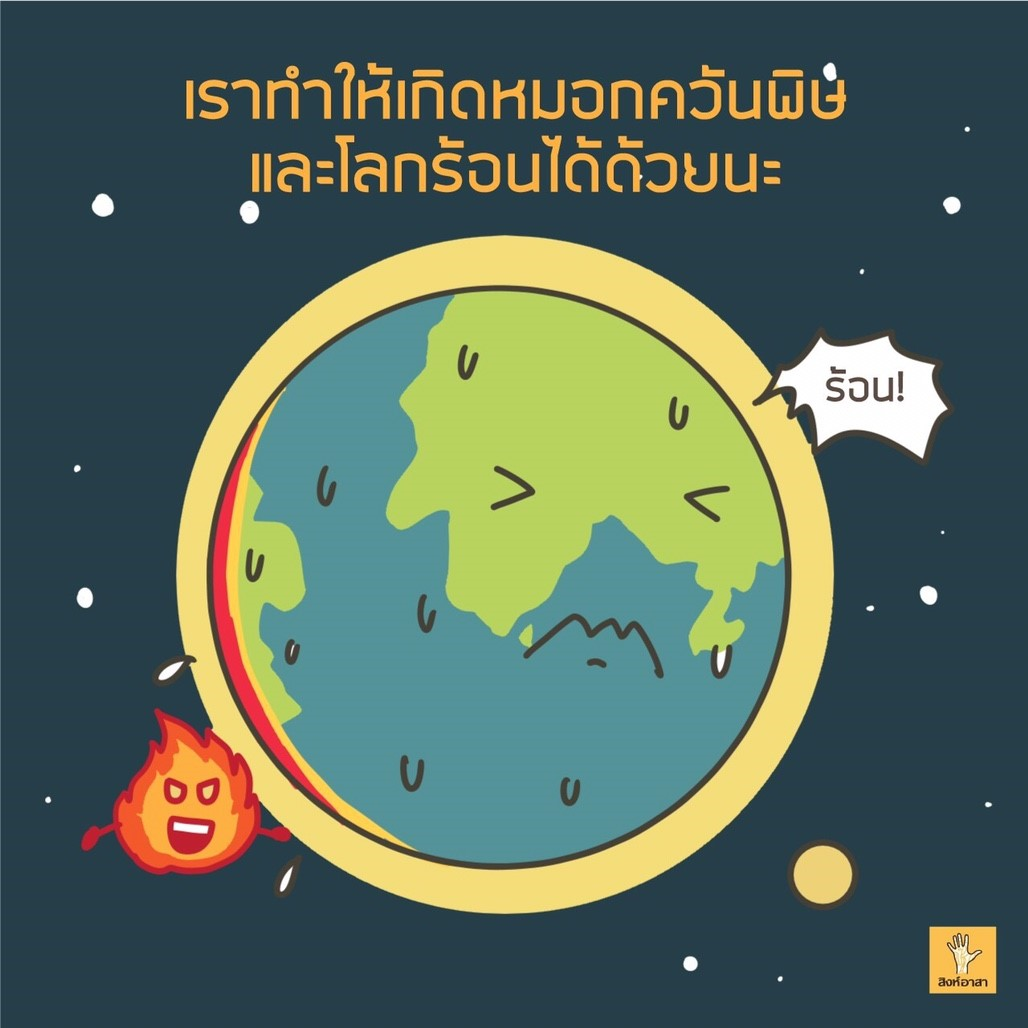 เราทำให้เกิดหมอกควันพิษ
และโลกร้อนได้ด้วยนะ
ร้อน!
สิงห์อาสา